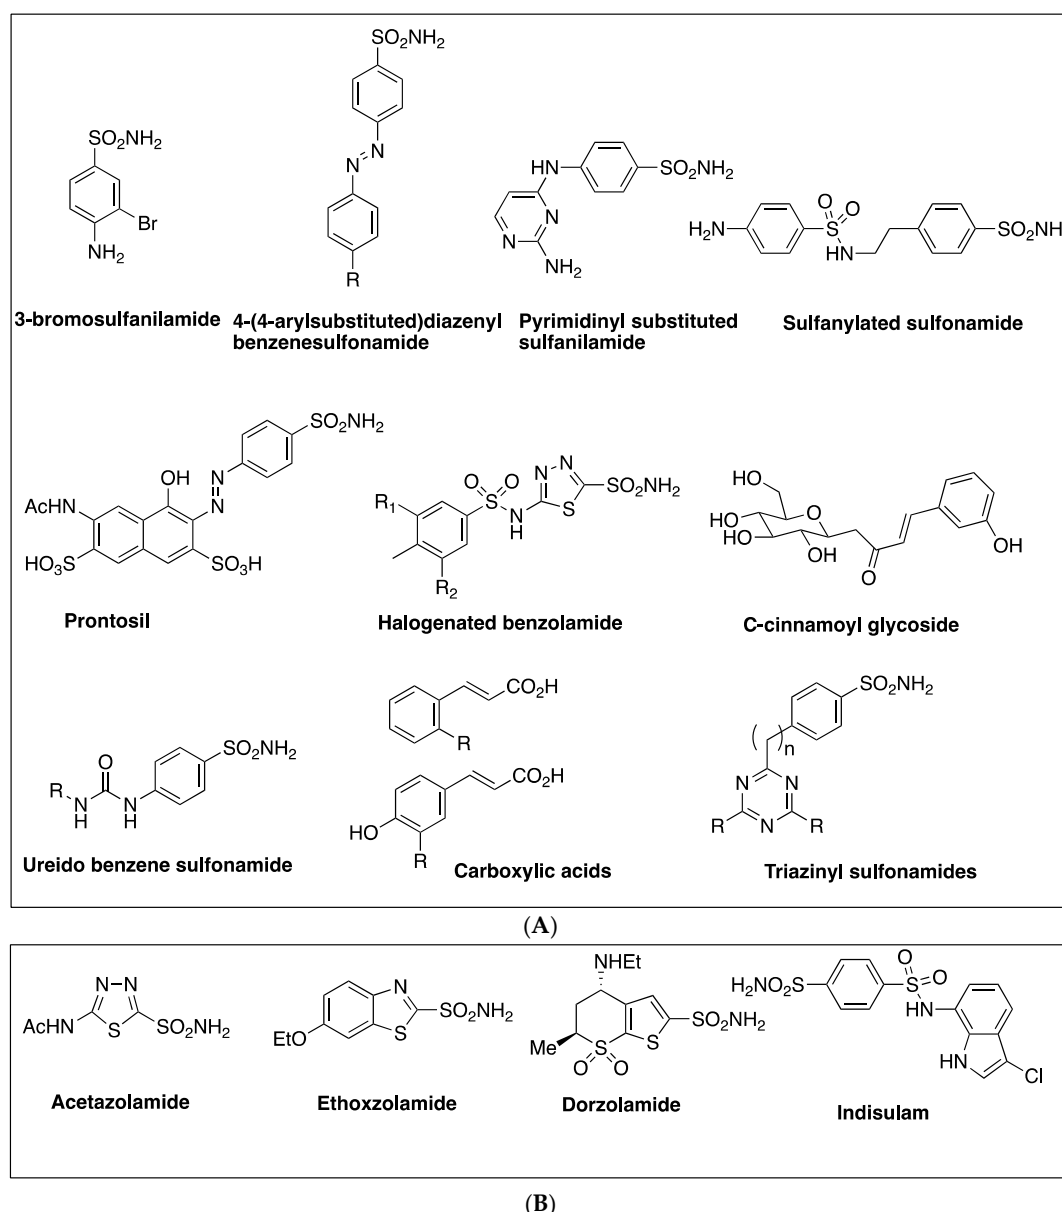 SO2NH2
SO2NH2
SO2NH2
Br
NH2
N
N
R
HN
SO2NH2
N
N
NH2
H2N
O
O
S
HN
SO2NH
3-bromosulfanilamide
4-(4-arylsubstituted)diazenyl
benzenesulfonamide
Pyrimidinyl substituted
sulfanilamide
Sulfanylated sulfonamide
SO2NH2
OH
N
N
AcHN
HO3S
SO3H
Prontosil
R1
O
O
S
N
H
N
N
S
SO2NH2
R2
Halogenated benzolamide
HO
HO
HO
O
OH
O
OH
C-cinnamoyl glycoside
O
R
N
H
N
H
SO2NH2
Ureido benzene sulfonamide
CO2H
R
CO2H
HO
R
Carboxylic acids
SO2NH2
n
N
N
N
R
R
Triazinyl sulfonamides
(A)
N
N
AcHN
S
SO2NH2
Acetazolamide
N
S
SO2NH2
EtO
Ethoxzolamide
NHEt
SO2NH2
S
Me
S
O
O
Dorzolamide
NH2O2S
O
O
S
N
H
HN
Cl
Indisulam
(B)